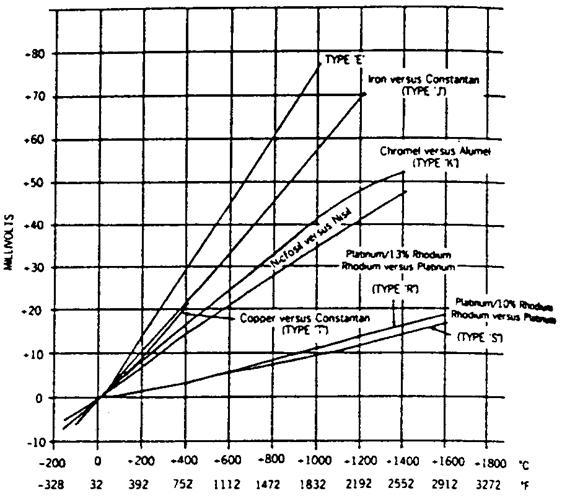 +80
+70
+60
+50
+40
+30
+20
+10
0
-10
MILLIVOLTS
TYPE 'E'
Iron versus Constantan
(TYPE 'J')
Chromel versus Alumel
(TYPE 'K')
Nicrosil versus Nisil
Platinum/13% Rhodium
Rhodium versus Platinum
(TYPE 'R')
Platinum/10% Rhodium
Rhodium versus Platinum
(TYPE 'S')
Copper versus Constantan
(TYPE 'T')
-200 0 +200 +400 +600 +800 +1000 +1200 +1400 +1600 +1800 °C
-328 32 392 752 1112 1472 1832 2192 2552 2912 3272 °F